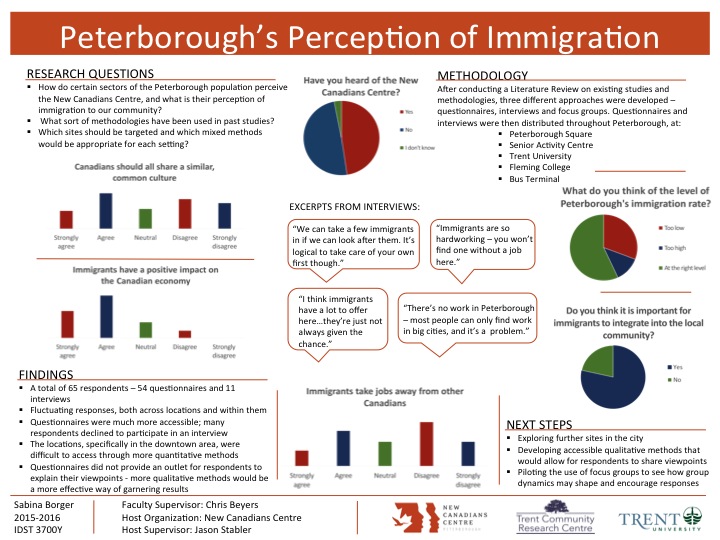 Peterborough's Perception of Immigration
RESEARCH QUESTIONS
▪ How do certain sectors of the Peterborough population perceive
the New Canadians Centre, and what is their perception of
immigration to our community?
▪ What sort of methodologies have been used in past studies?
▪ Which sites should be targeted and which mixed methods
would be appropriate for each setting?
Canadians should all share a similar,
common culture
Strongly agree
Agree
Neutral
Disagree
Strongly disagree
Immigrants have a positive impact on
the Canadian economy
Strongly agree
Agree
Neutral
Disagree
Strongly disagree
FINDINGS
▪ A total of 65 respondents – 54 questionnaires and 11
interviews
▪ Fluctuating responses, both across locations and within them
▪ Questionnaires were much more accessible; many
respondents declined to participate in an interview
▪ The locations, specifically in the downtown area, were
difficult to access through more quantitative methods
▪ Questionnaires did not provide an outlet for respondents to
explain their viewpoints - more qualitative methods would be
a more effective way of garnering results
Have you heard of the New
Canadians Centre?
Yes
No
I don't know
EXCERPTS FROM INTERVIEWS:
"We can take a few immigrants
in if we can look after them. It's
logical to take care of your own
first though."
"Immigrants are so
hardworking – you won't
find one without a job
here."
"I think immigrants
have a lot to offer
here…they're just not
always given the
chance."
"There's no work in Peterborough
– most people can only find work
in big cities, and it's a problem."
Immigrants take jobs away from other
Canadians
Strongly agree
Agree
Neutral
Disagree
Strongly disagree
METHODOLOGY
After conducting a Literature Review on existing studies and
methodologies, three different approaches were developed –
questionnaires, interviews and focus groups. Questionnaires and
interviews were then distributed throughout Peterborough, at:
▪ Peterborough Square
▪ Senior Activity Centre
▪ Trent University
▪ Fleming College
▪ Bus Terminal
What do you think of the level of
Peterborough's immigration rate?
Too low
Too high
At the right level
Do you think it is important for
immigrants to integrate into the local
community?
Yes
No
NEXT STEPS
▪ Exploring further sites in the city
▪ Developing accessible qualitative methods that
would allow for respondents to share viewpoints
▪ Piloting the use of focus groups to see how group
dynamics may shape and encourage responses
Sabina Borger
2015-2016
IDST 3700Y
Faculty Supervisor: Chris Beyers
Host Organization: New Canadians Centre
Host Supervisor: Jason Stabler
NEW
CANADIANS
CENTRE
PETERBOROUGH
Trent Community
Research Centre
TRENT
UNIVERSITY